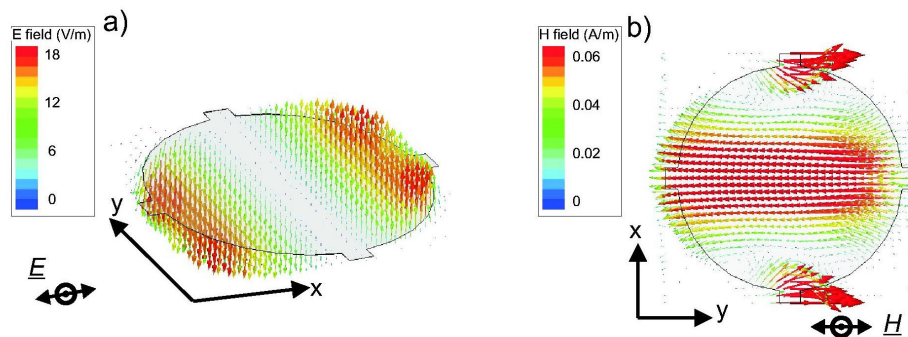 a)
E field (V/m)
18
12
6
0
y
x
E
b)
H field (A/m)
0.06
0.04
0.02
0
x
y
H